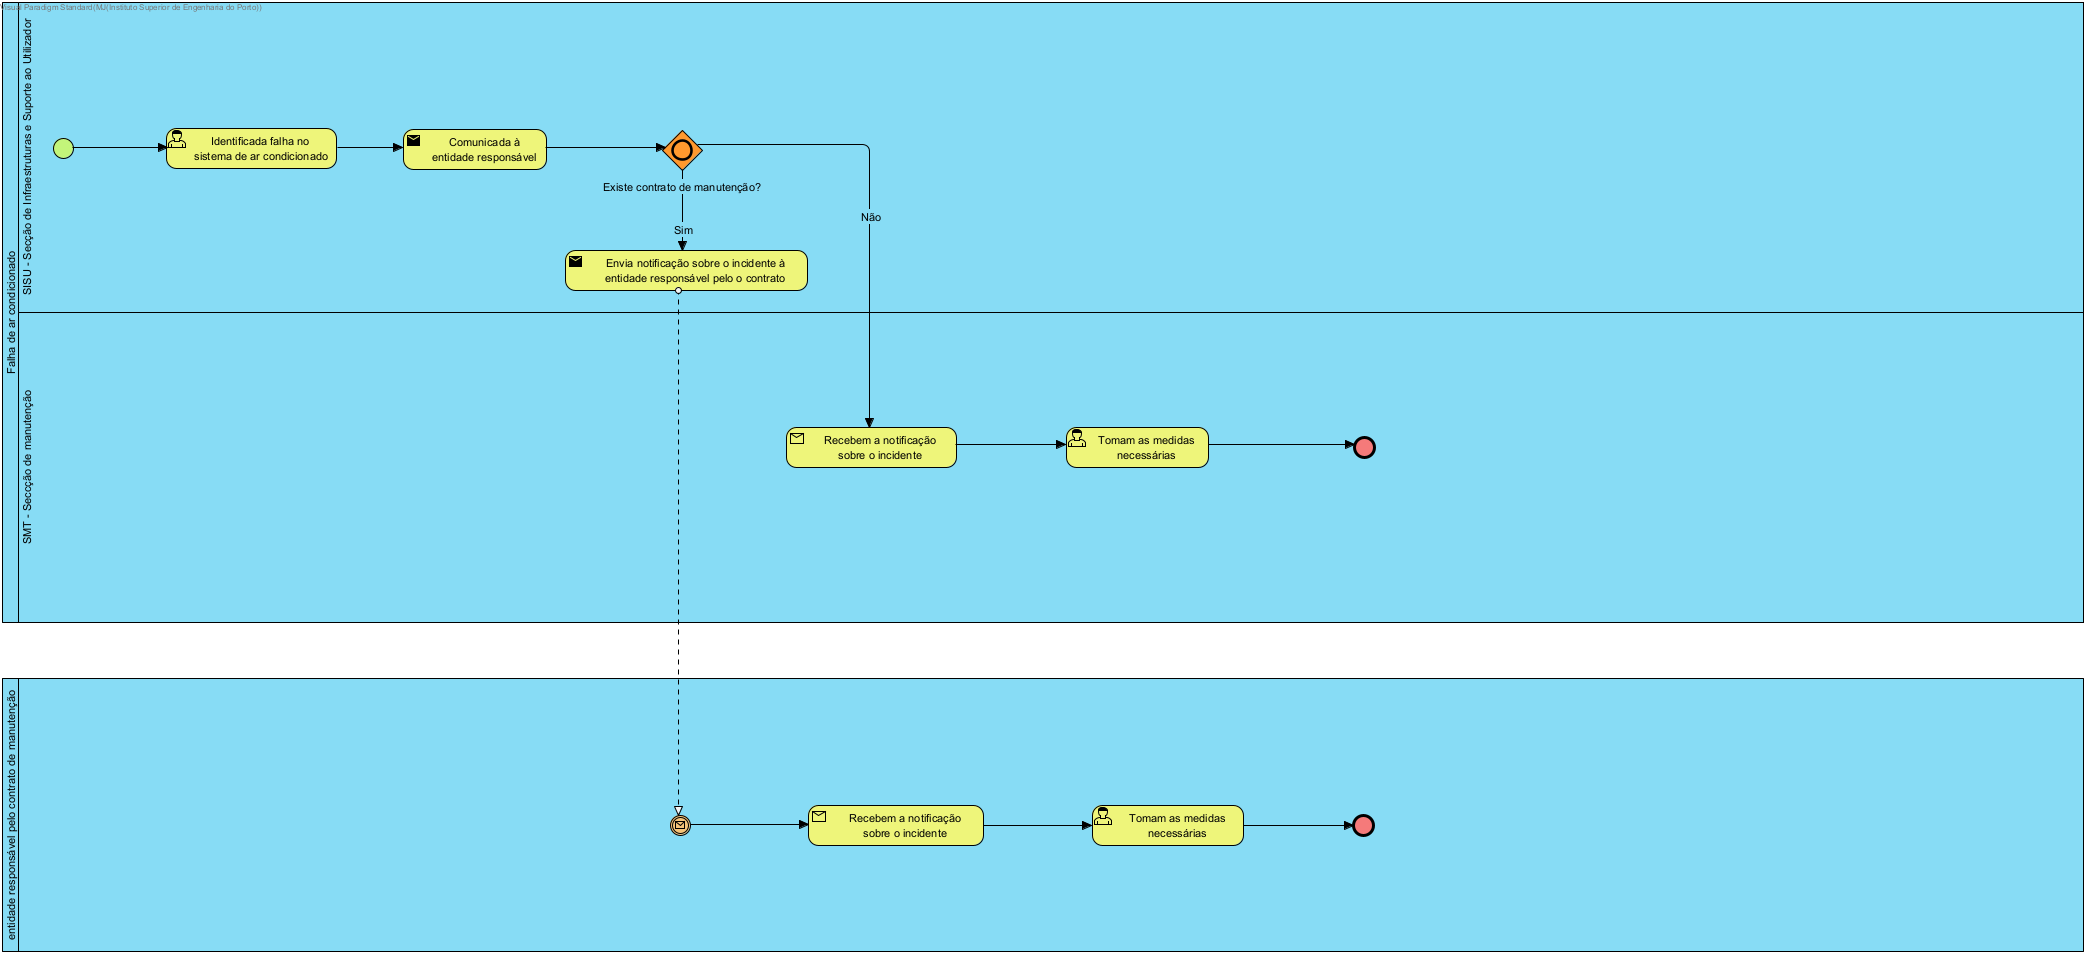 Visual Paradigm Standard(MJ(Instituto Superior de Engenharia do Porto))
Falha de ar condicionado
SISU - Secção de Infraestruturas e Suporte ao Utilizador
Identificada falha no
sistema de ar condicionado
Comunicada à
entidade responsável
Existe contrato de manutenção?
Não
Sim
Envia notificação sobre o incidente à
entidade responsável pelo o contrato
SMT - Secção de manutenção
Recebem a notificação
sobre o incidente
Tomam as medidas
necessárias
entidade responsável pelo contrato de manutenção
Recebem a notificação
sobre o incidente
Tomam as medidas
necessárias